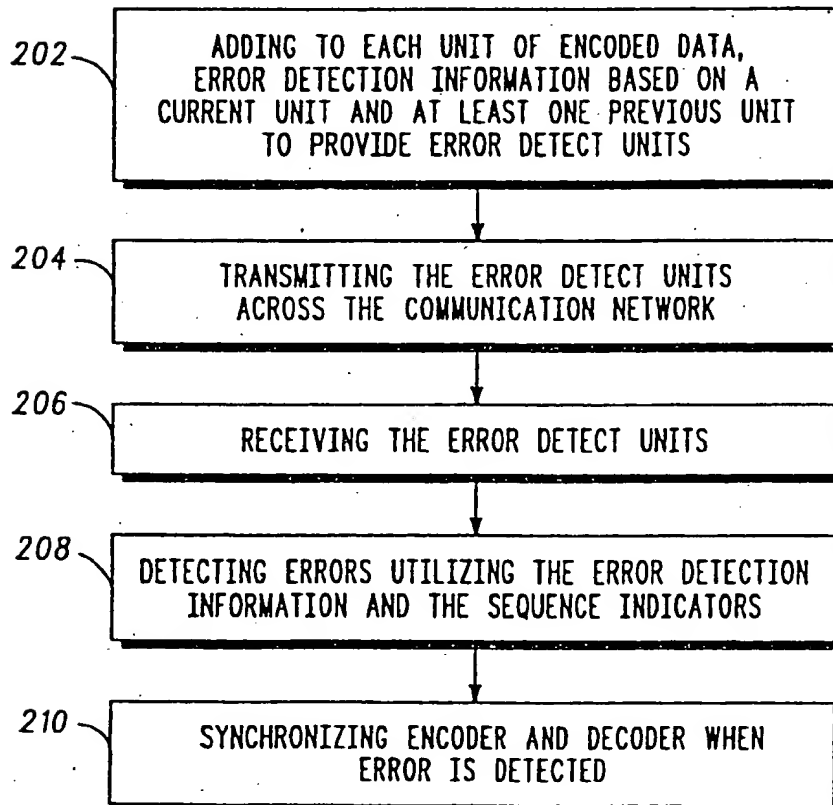 202
ADDING TO EACH UNIT OF ENCODED DATA,
ERROR DETECTION INFORMATION BASED ON A
CURRENT UNIT AND AT LEAST ONE PREVIOUS UNIT
TO PROVIDE ERROR DETECT UNITS
204
TRANSMITTING THE ERROR DETECT UNITS
ACROSS THE COMMUNICATION NETWORK
206
RECEIVING THE ERROR DETECT UNITS
208
DETECTING ERRORS UTILIZING THE ERROR DETECTION
INFORMATION AND THE SEQUENCE INDICATORS
210
SYNCHRONIZING ENCODER AND DECODER WHEN
ERROR IS DETECTED